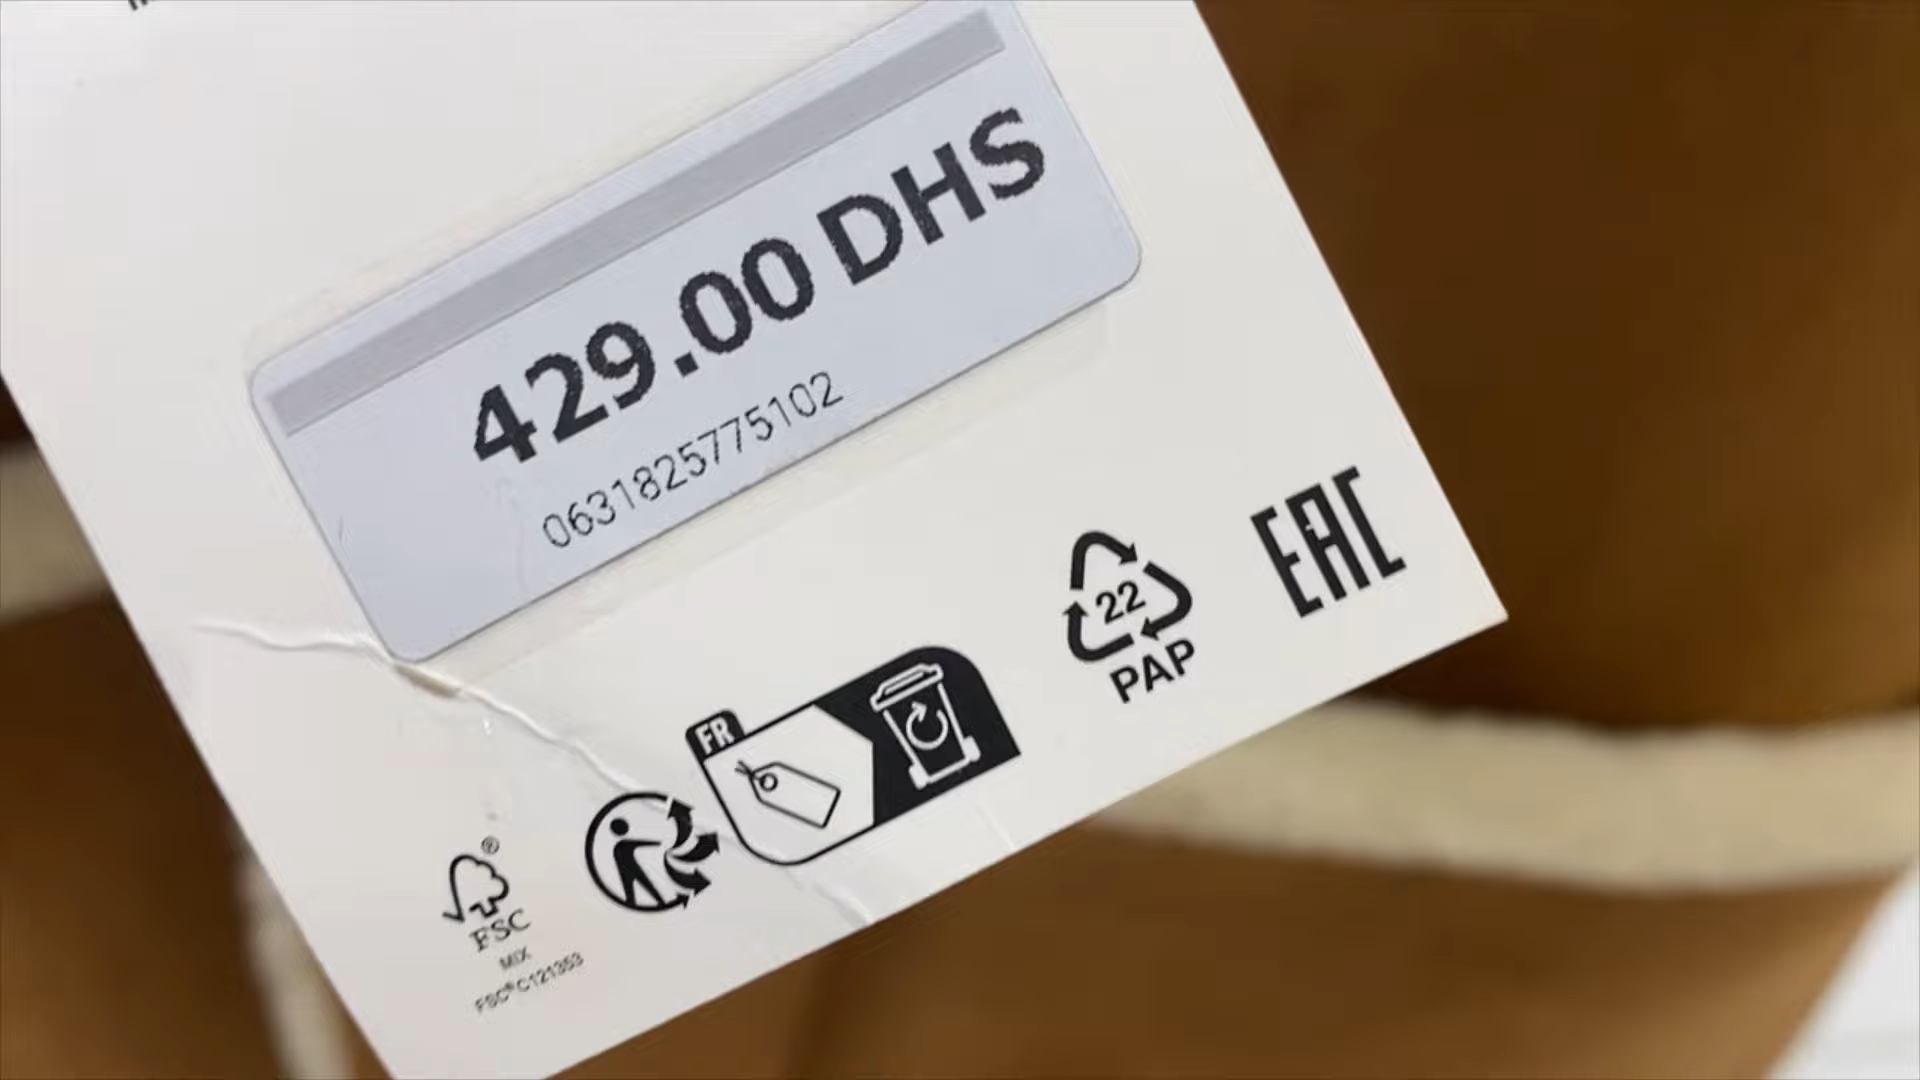 429.00 DHS
0631825775102
22
PAP
EAC
FR
®
FSC
MIX
FSC® C121353